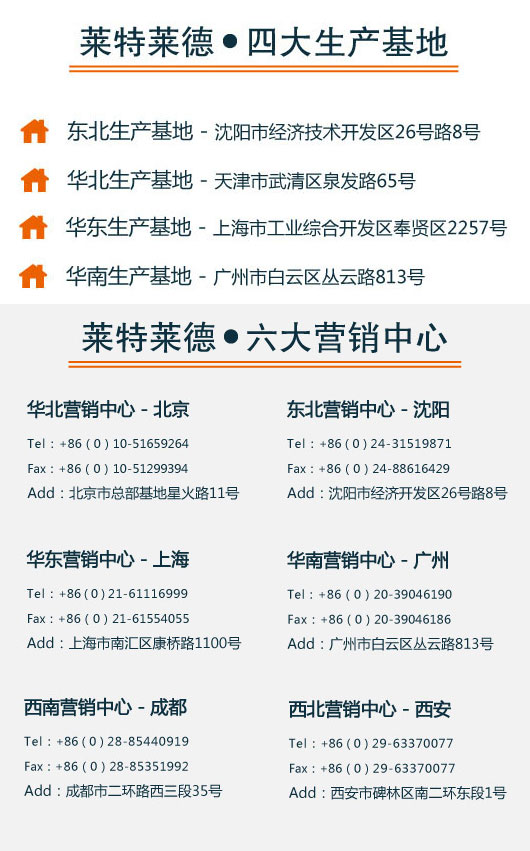 莱特莱德●四大生产基地
东北生产基地 - 沈阳市经济技术开发区26号路8号
华北生产基地 - 天津市武清区泉发路65号
华东生产基地 - 上海市工业综合开发区奉贤区2257号
华南生产基地 - 广州市白云区丛云路813号
莱特莱德●六大营销中心
华北营销中心 - 北京
Tel : +86 ( 0 ) 10-51659264
Fax : +86 ( 0 ) 10-51299394
Add : 北京市总部基地星火路11号
东北营销中心 - 沈阳
Tel : +86 ( 0 ) 24-31519871
Fax : +86 ( 0 ) 24-88616429
Add : 沈阳市经济开发区26号路8号
华东营销中心 - 上海
Tel : +86 ( 0 ) 21-61116999
Fax : +86 ( 0 ) 21-61554055
Add : 上海市南汇区康桥路1100号
华南营销中心 - 广州
Tel : +86 ( 0 ) 20-39046190
Fax : +86 ( 0 ) 20-39046186
Add : 广州市白云区丛云路813号
西南营销中心 - 成都
Tel : +86 ( 0 ) 28-85440919
Fax : +86 ( 0 ) 28-85351992
Add : 成都市二环路西三段35号
西北营销中心 - 西安
Tel : +86 ( 0 ) 29-63370077
Fax : +86 ( 0 ) 29-63370077
Add : 西安市碑林区南二环东段1号